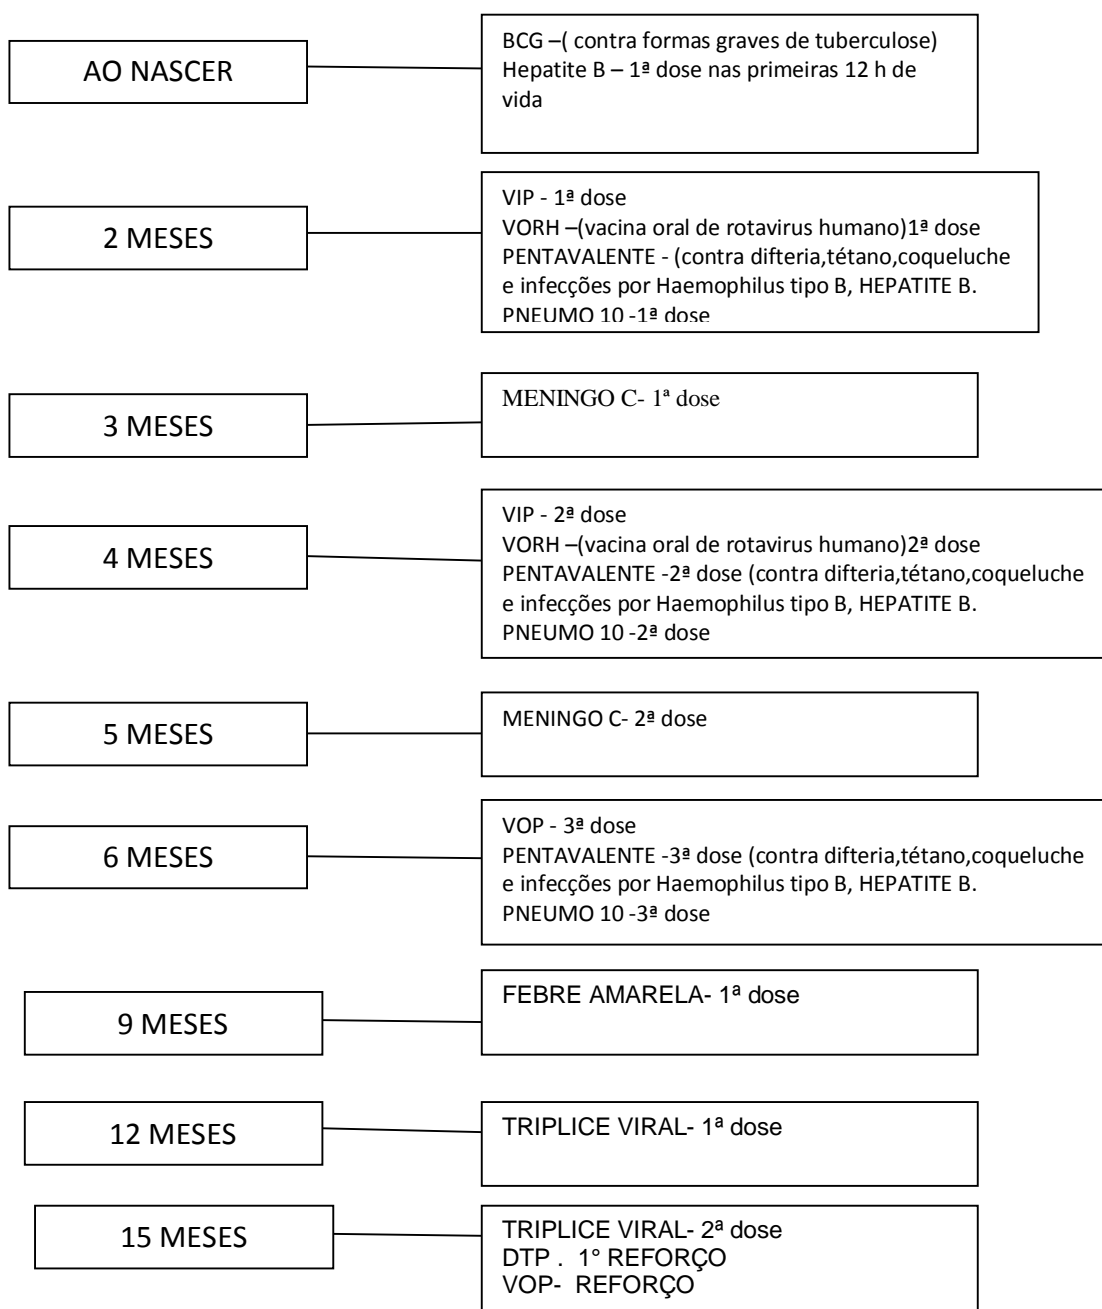 AO NASCER
BCG –( contra formas graves de tuberculose)
Hepatite B – 1ª dose nas primeiras 12 h de
vida
2 MESES
VIP - 1ª dose
VORH –(vacina oral de rotavirus humano)1ª dose
PENTAVALENTE - (contra difteria,tétano,coqueluche
e infecções por Haemophilus tipo B, HEPATITE B.
PNEUMO 10 -1ª dose
3 MESES
MENINGO C- 1ª dose
4 MESES
VIP - 2ª dose
VORH –(vacina oral de rotavirus humano)2ª dose
PENTAVALENTE -2ª dose (contra difteria,tétano,coqueluche
e infecções por Haemophilus tipo B, HEPATITE B.
PNEUMO 10 -2ª dose
5 MESES
MENINGO C- 2ª dose
6 MESES
VOP - 3ª dose
PENTAVALENTE -3ª dose (contra difteria,tétano,coqueluche
e infecções por Haemophilus tipo B, HEPATITE B.
PNEUMO 10 -3ª dose
9 MESES
FEBRE AMARELA- 1ª dose
12 MESES
TRIPLICE VIRAL- 1ª dose
15 MESES
TRIPLICE VIRAL- 2ª dose
DTP . 1° REFORÇO
VOP- REFORÇO